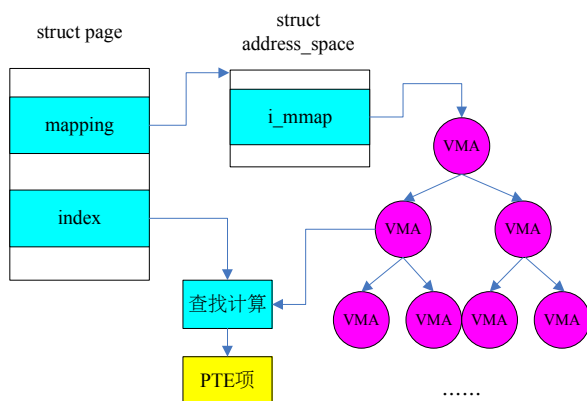 struct page
struct
address_space
mapping
i_mmap
VMA
index
VMA
VMA
查找计算
VMA
VMA
VMA
VMA
PTE项
......